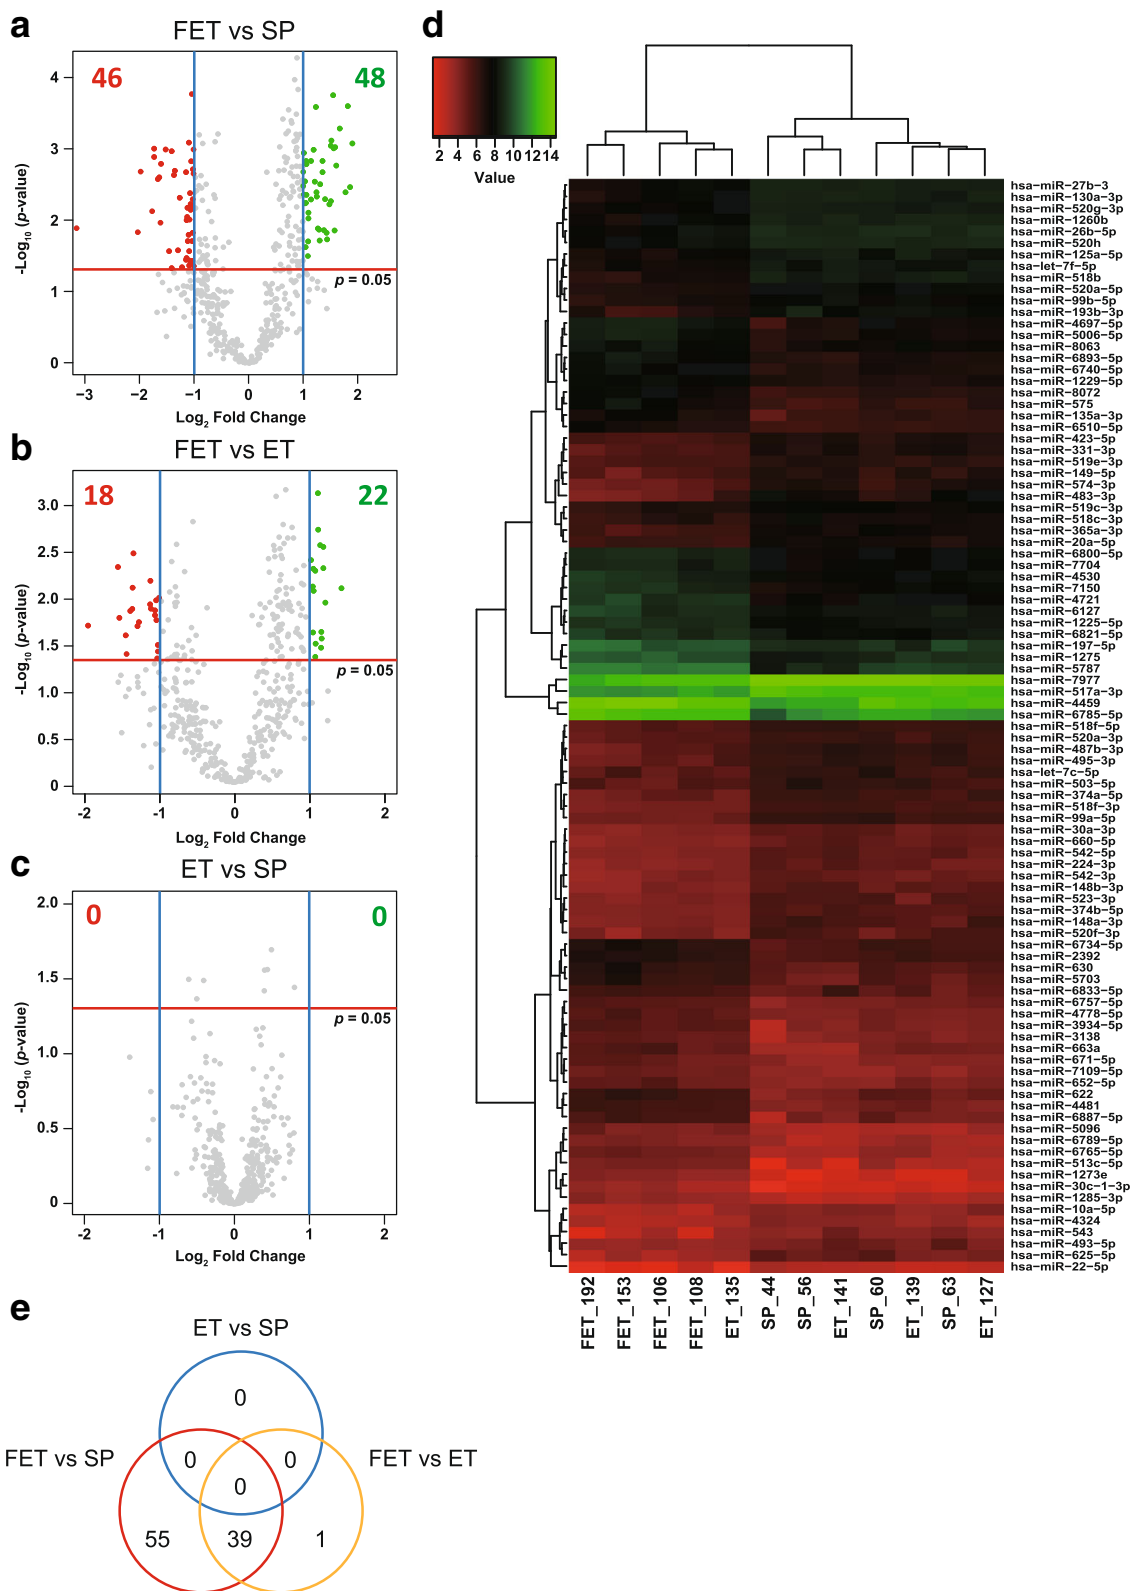 a
FET vs SP
46
48
4
3
2
1
0
p = 0.05
−3
−2
−1
0
1
2
Log2 Fold Change
-Log10 (p-value)
b
FET vs ET
18
22
3.0
2.5
2.0
1.5
1.0
0.5
0
p = 0.05
-2
-1
0
1
2
Log2 Fold Change
-Log10 (p-value)
c
ET vs SP
0
0
2.0
1.5
1.0
0.5
0
p = 0.05
-2
-1
0
1
2
Log2 Fold Change
-Log10 (p-value)
d
2 4 6 8 10 12 14
Value
hsa−miR−27b−3
hsa−miR−130a−3p
hsa−miR−520g−3p
hsa−miR−1260b
hsa−miR−26b−5p
hsa−miR−520h
hsa−miR−125a−5p
hsa−let−7f−5p
hsa−miR−518b
hsa−miR−520a−5p
hsa−miR−99b−5p
hsa−miR−193b−3p
hsa−miR−4697−5p
hsa−miR−5006−5p
hsa−miR−8063
hsa−miR−6893−5p
hsa−miR−6740−5p
hsa−miR−1229−5p
hsa−miR−8072
hsa−miR−575
hsa−miR−135a−3p
hsa−miR−6510−5p
hsa−miR−423−5p
hsa−miR−331−3p
hsa−miR−519e−3p
hsa−miR−149−5p
hsa−miR−574−3p
hsa−miR−483−3p
hsa−miR−519c−3p
hsa−miR−518c−3p
hsa−miR−365a−3p
hsa−miR−20a−5p
hsa−miR−6800−5p
hsa−miR−7704
hsa−miR−4530
hsa−miR−7150
hsa−miR−4721
hsa−miR−6127
hsa−miR−1225−5p
hsa−miR−6821−5p
hsa−miR−197−5p
hsa−miR−1275
hsa−miR−5787
hsa−miR−7977
hsa−miR−517a−3p
hsa−miR−4459
hsa−miR−6785−5p
hsa−miR−518f−5p
hsa−miR−520a−3p
hsa−miR−487b−3p
hsa−miR−495−3p
hsa−let−7c−5p
hsa−miR−503−5p
hsa−miR−374a−5p
hsa−miR−518f−3p
hsa−miR−99a−5p
hsa−miR−30a−3p
hsa−miR−660−5p
hsa−miR−542−5p
hsa−miR−224−3p
hsa−miR−542−3p
hsa−miR−148b−3p
hsa−miR−523−3p
hsa−miR−374b−5p
hsa−miR−148a−3p
hsa−miR−520f−3p
hsa−miR−6734−5p
hsa−miR−2392
hsa−miR−630
hsa−miR−5703
hsa−miR−6833−5p
hsa−miR−6757−5p
hsa−miR−4778−5p
hsa−miR−3934−5p
hsa−miR−3138
hsa−miR−663a
hsa−miR−671−5p
hsa−miR−7109−5p
hsa−miR−652−5p
hsa−miR−622
hsa−miR−4481
hsa−miR−6887−5p
hsa−miR−5096
hsa−miR−6789−5p
hsa−miR−6765−5p
hsa−miR−513c−5p
hsa−miR−1273e
hsa−miR−30c−1−3p
hsa−miR−1285−3p
hsa−miR−10a−5p
hsa−miR−4324
hsa−miR−543
hsa−miR−493−5p
hsa−miR−625−5p
hsa−miR−22−5p
FET_192
FET_153
FET_106
FET_108
ET_135
SP_44
SP_56
ET_141
SP_60
ET_139
SP_63
ET_127
e
ET vs SP
0
FET vs SP
0
0
FET vs ET
0
55
39
1